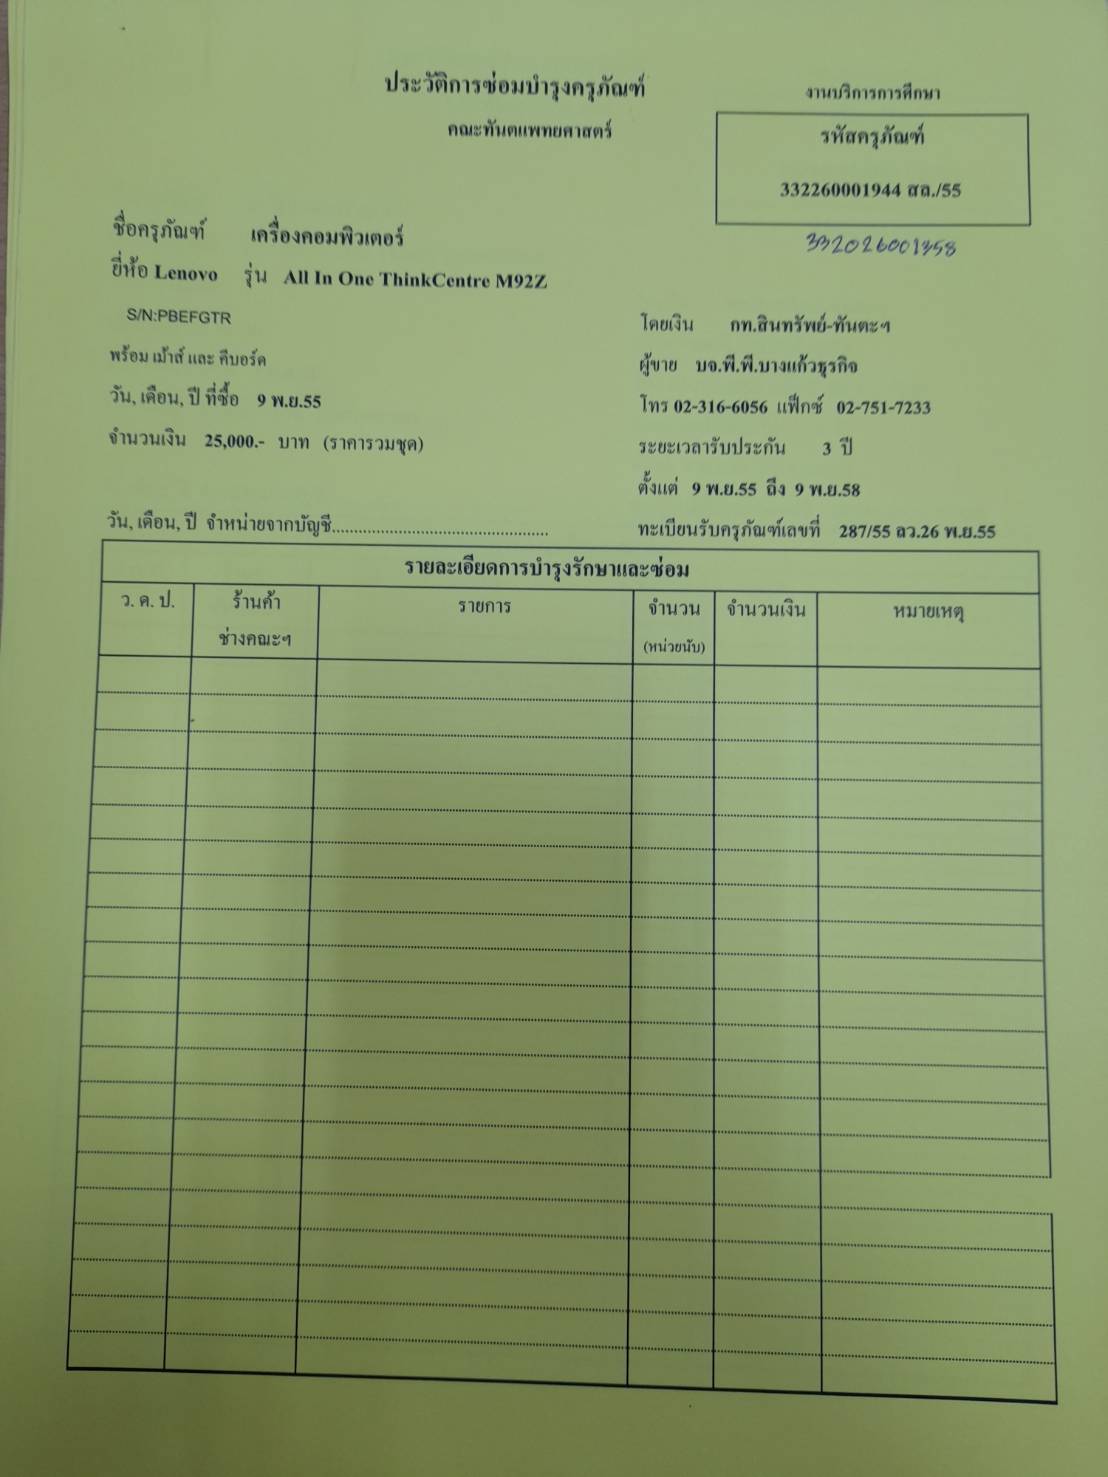 ประวัติการซ่อมบำรุงครุภัณฑ์
งานบริการการศึกษา
คณะทันตแพทยศาสตร์
รหัสครุภัณฑ์
332260001944 สล./55
332026001358
ชื่อครุภัณฑ์ เครื่องคอมพิวเตอร์
ยี่ห้อ Lenovo รุ่น All In One ThinkCentre M92Z
S/N:PBEFGTR
โดยเงิน กท.สินทรัพย์-ทันตะฯ
พร้อม เม้าส์ และ คีบอร์ด
ผู้ขาย บจ.พี.พี.บางแก้วธุรกิจ
วัน, เดือน, ปี ที่ซื้อ 9 พ.ย.55
โทร 02-316-6056 แฟ็กซ์ 02-751-7233
จำนวนเงิน 25,000.- บาท (ราคารวมชุด)
ระยะเวลารับประกัน 3 ปี
ตั้งแต่ 9 พ.ย.55 ถึง 9 พ.ย.58
วัน, เดือน, ปี จำหน่ายจากบัญชี................................................
ทะเบียนรับครุภัณฑ์เลขที่ 287/55 ลว.26 พ.ย.55
รายละเอียดการบำรุงรักษาและซ่อม
ว. ด. ป. ร้านค้า รายการ จำนวน จำนวนเงิน หมายเหตุ
ช่างคณะฯ (หน่วยนับ)